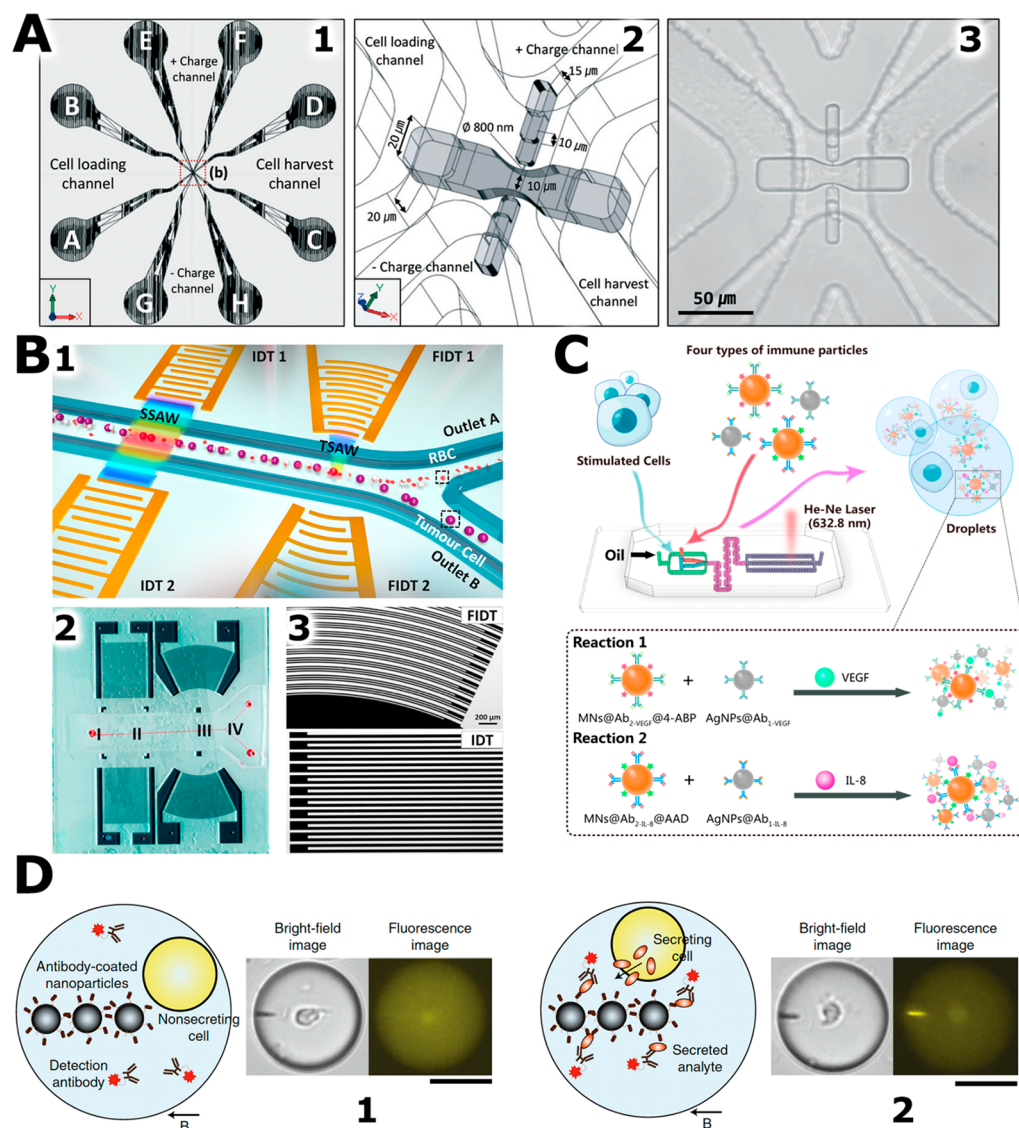 A
1
E
F
+ Charge
channel
B
D
Cell loading
channel
(b)
Cell harvest
channel
A
C
- Charge
channel
G
H
Y
X
2
Cell loading
channel
+ Charge
channel
15 ㎛
20 ㎛
Ø 800 nm
10 ㎛
10 ㎛
20 ㎛
- Charge channel
Cell harvest
channel
Z
Y
X
3
50 ㎛
B
1
IDT 1
FIDT 1
SSAW
TSAW
Outlet A
RBC
Tumour Cell
Outlet B
IDT 2
FIDT 2
2
I
II
III
IV
3
FIDT
200 µm
IDT
C
Four types of immune particles
Stimulated Cells
He-Ne Laser
(632.8 nm)
Droplets
Oil
Reaction 1
+
VEGF
MNs@Ab2-VEGF@4-ABP
AgNPs@Ab1-VEGF
Reaction 2
+
IL-8
MNs@Ab2-IL-8@AAD
AgNPs@Ab1-IL-8
D
Antibody-coated
nanoparticles
Nonsecreting
cell
Detection
antibody
B
Bright-field
image
Fluorescence
image
1
Secreting
cell
Secreted
analyte
B
Bright-field
image
Fluorescence
image
2